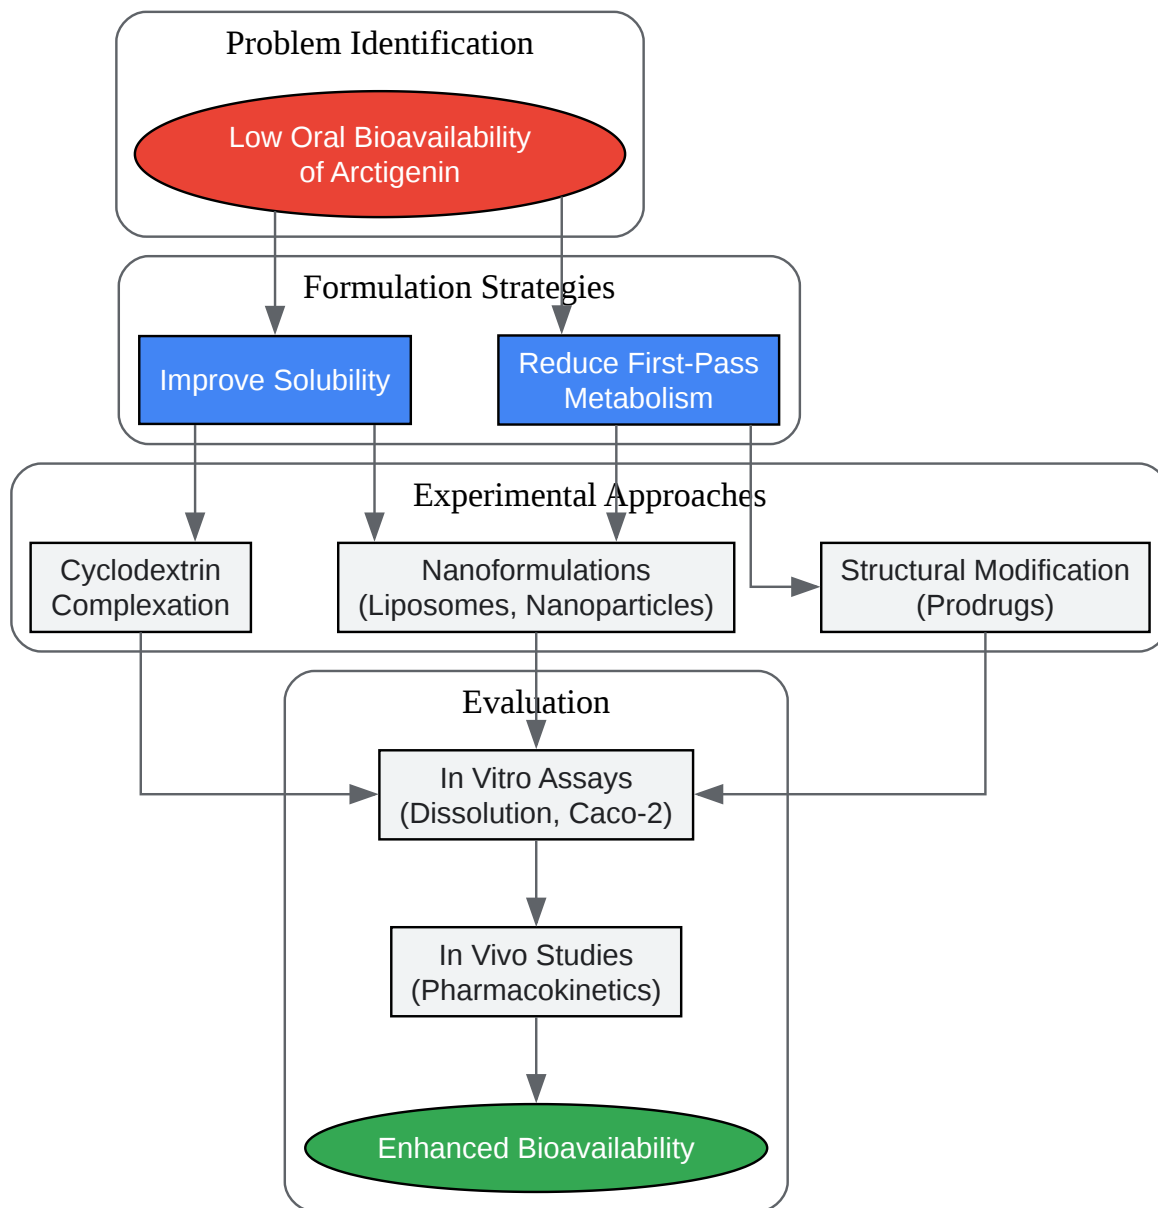 Problem Identification
Low Oral Bioavailability
of Arctigenin
Formulation Strategies
Improve Solubility
Reduce First-Pass
Metabolism
Experimental Approaches
Cyclodextrin
Complexation
Nanoformulations
(Liposomes, Nanoparticles)
Structural Modification
(Prodrugs)
Evaluation
In Vitro Assays
(Dissolution, Caco-2)
In Vivo Studies
(Pharmacokinetics)
Enhanced Bioavailability